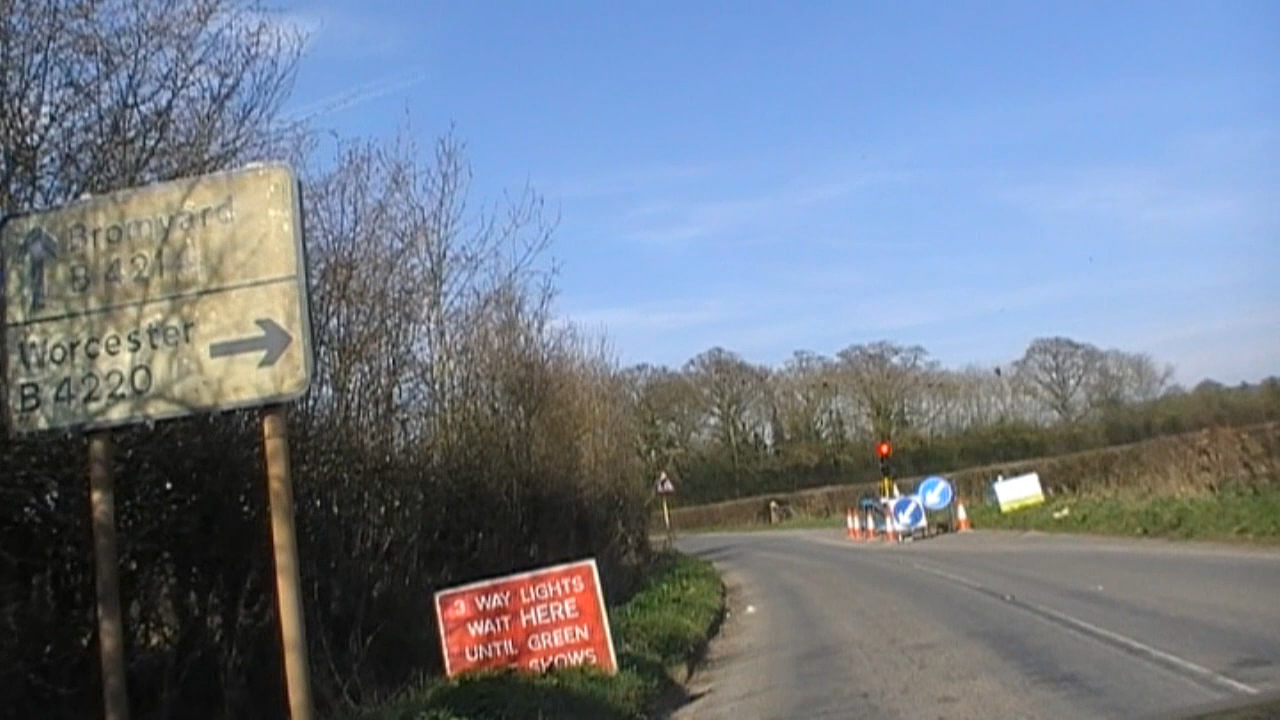 Bromyard
B 4214
Worcester
B 4220
3 WAY LIGHTS
WAIT HERE
UNTIL GREEN
SHOWS